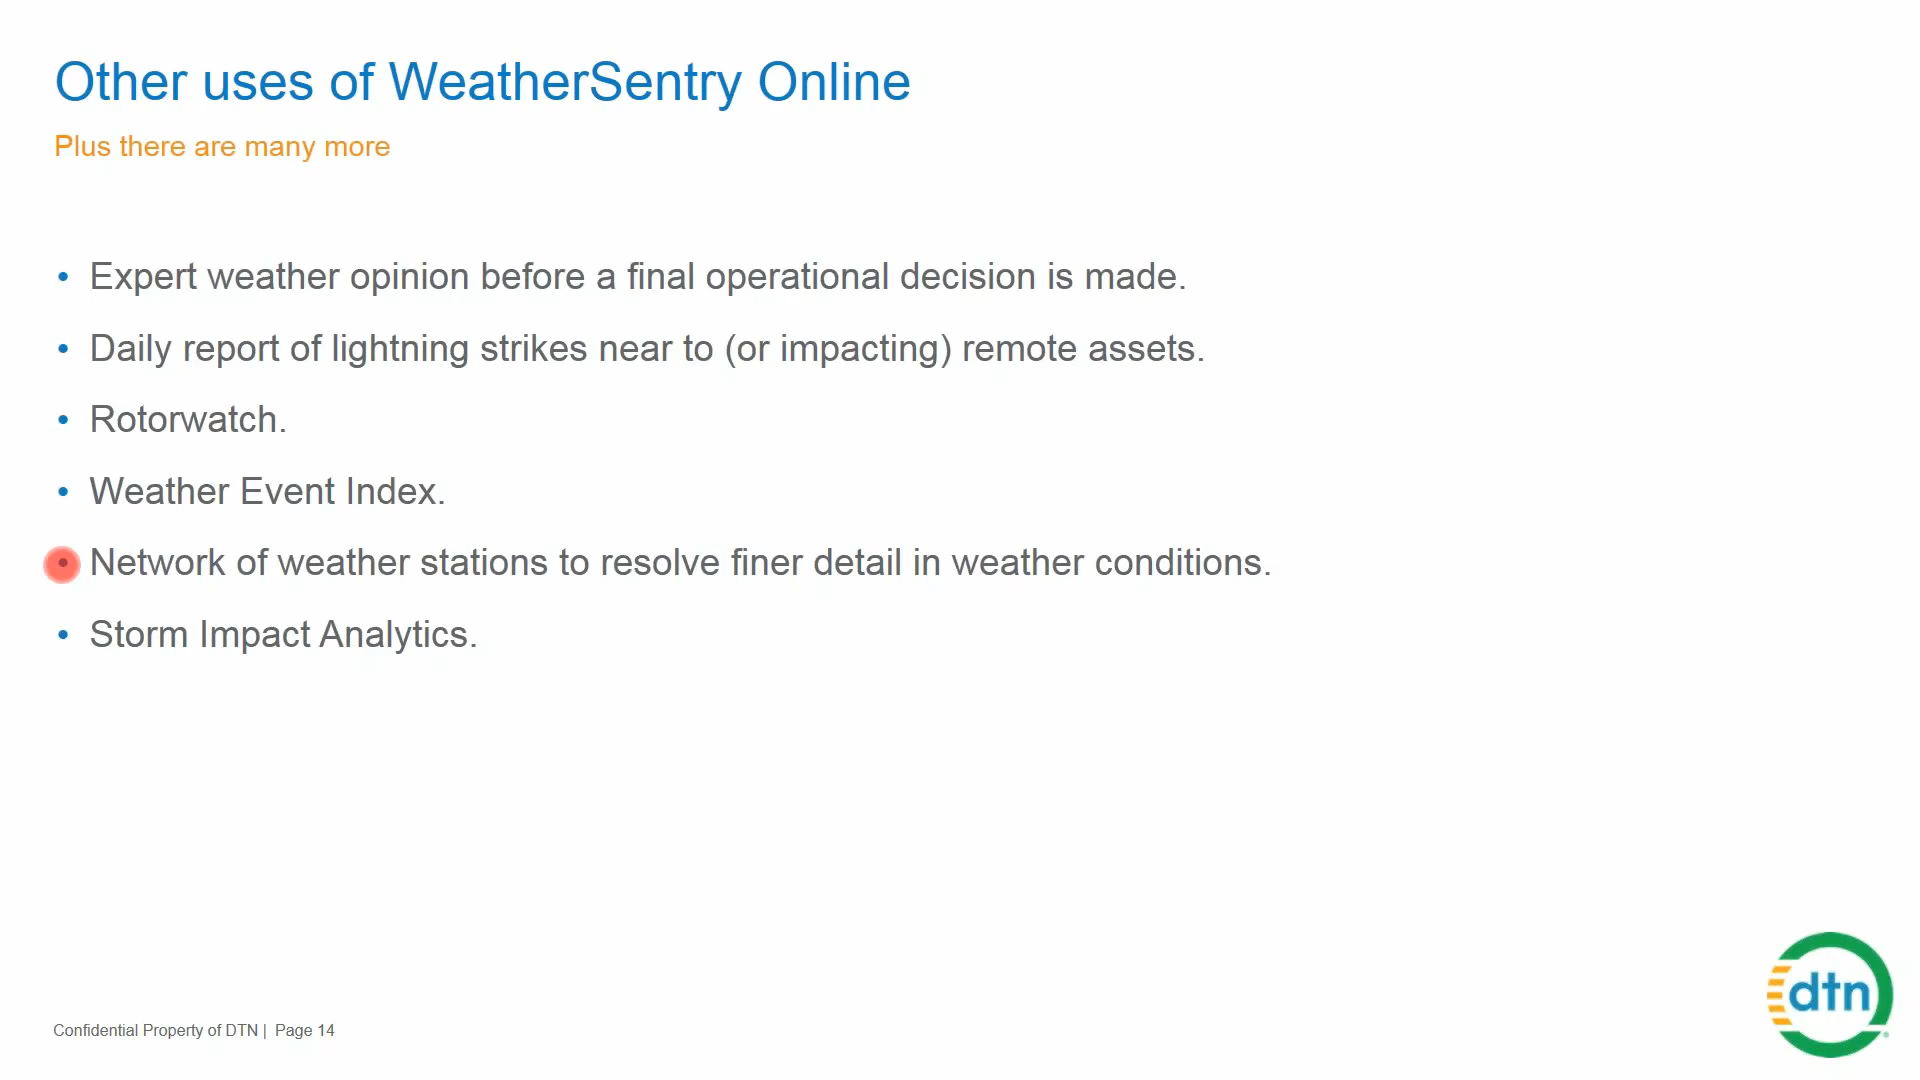 Other uses of WeatherSentry Online
Plus there are many more
• Expert weather opinion before a final operational decision is made.
• Daily report of lightning strikes near to (or impacting) remote assets.
• Rotorwatch.
• Weather Event Index.
• Network of weather stations to resolve finer detail in weather conditions.
• Storm Impact Analytics.
Confidential Property of DTN | Page 14
dtn